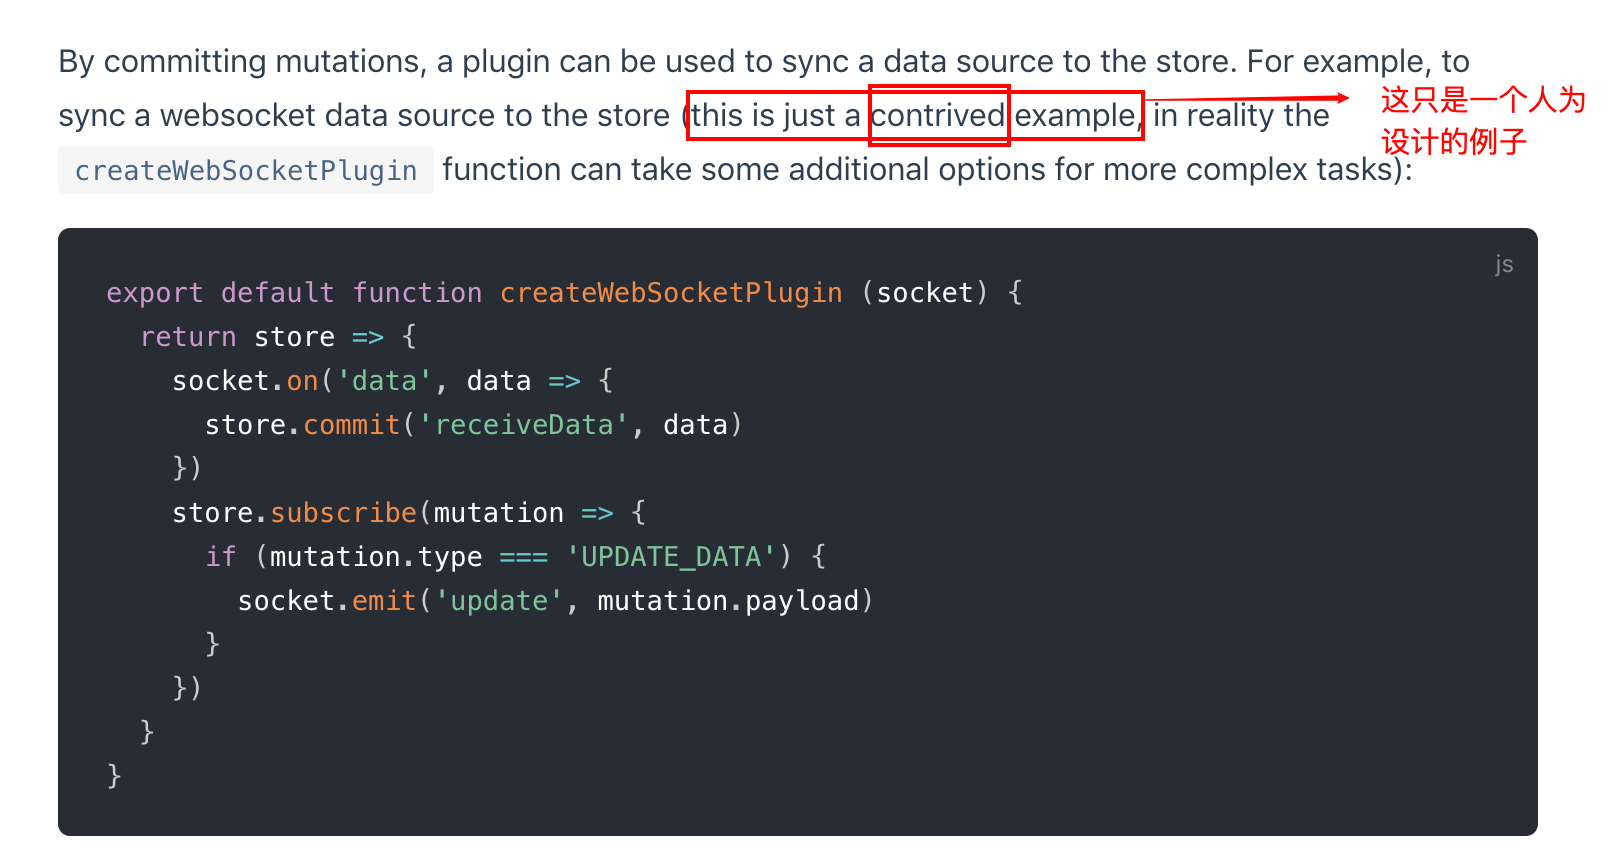 By committing mutations, a plugin can be used to sync a data source to the store. For example, to
sync a websocket data source to the store (this is just a contrived example, in reality the
createWebSocketPlugin function can take some additional options for more complex tasks):
这只是一个人为
设计的例子
js
export default function createWebSocketPlugin (socket) {
  return store => {
    socket.on('data', data => {
      store.commit('receiveData', data)
    })
    store.subscribe(mutation => {
      if (mutation.type === 'UPDATE_DATA') {
        socket.emit('update', mutation.payload)
      }
    })
  }
}